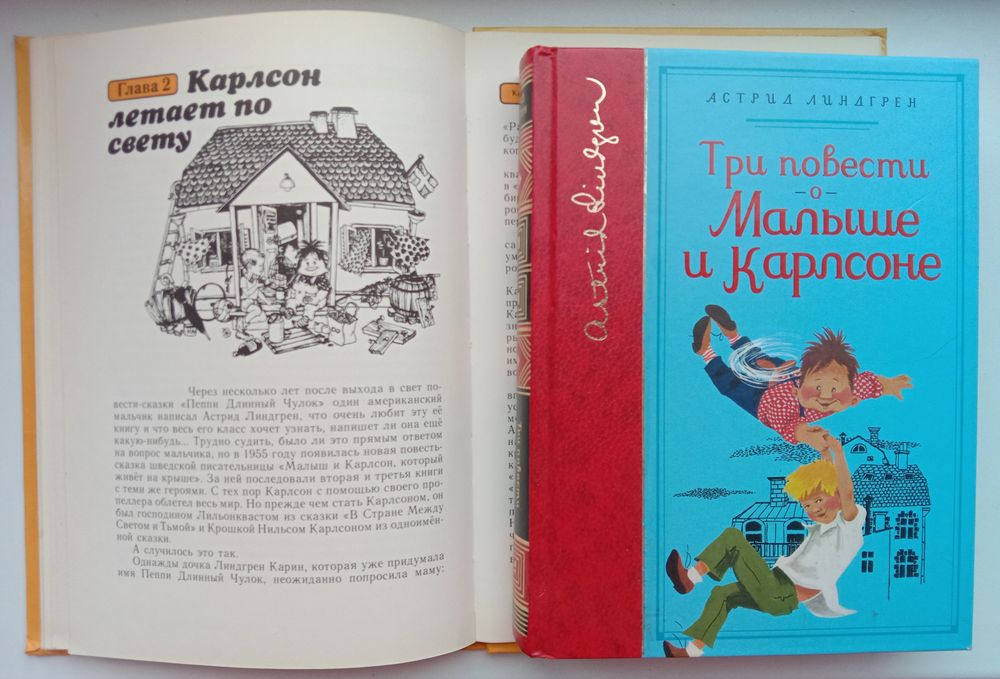 Глава 2
Карлсон
летает по
свету
Через несколько лет после выхода в свет по-
вести-сказки «Пеппи Длинный Чулок» один американский
мальчик написал Астрид Линдгрен, что очень любит эту её
книгу и что весь его класс хочет узнать, напишет ли она ещё
какую-нибудь... Трудно судить, было ли это прямым ответом
на вопрос мальчика, но в 1955 году появилась новая повесть-
сказка шведской писательницы «Малыш и Карлсон, который
живёт на крыше». За ней последовали вторая и третья книги
с теми же героями. С тех пор Карлсон с помощью своего про-
пеллера облетел весь мир. Но прежде чем стать Карлсоном, он
был господином Лильонквастом из сказки «В Стране Между
Светом и Тьмой» и Крошкой Нильсом Карлсоном из одноимён-
ной сказки.
А случилось это так.
Однажды дочка Линдгрен Карин, которая уже придумала
имя Пеппи Длинный Чулок, неожиданно попросила маму:
Astrid Lindgren
АСТРИД ЛИНДГРЕН
Три повести
о
Малыше
и Карлсоне